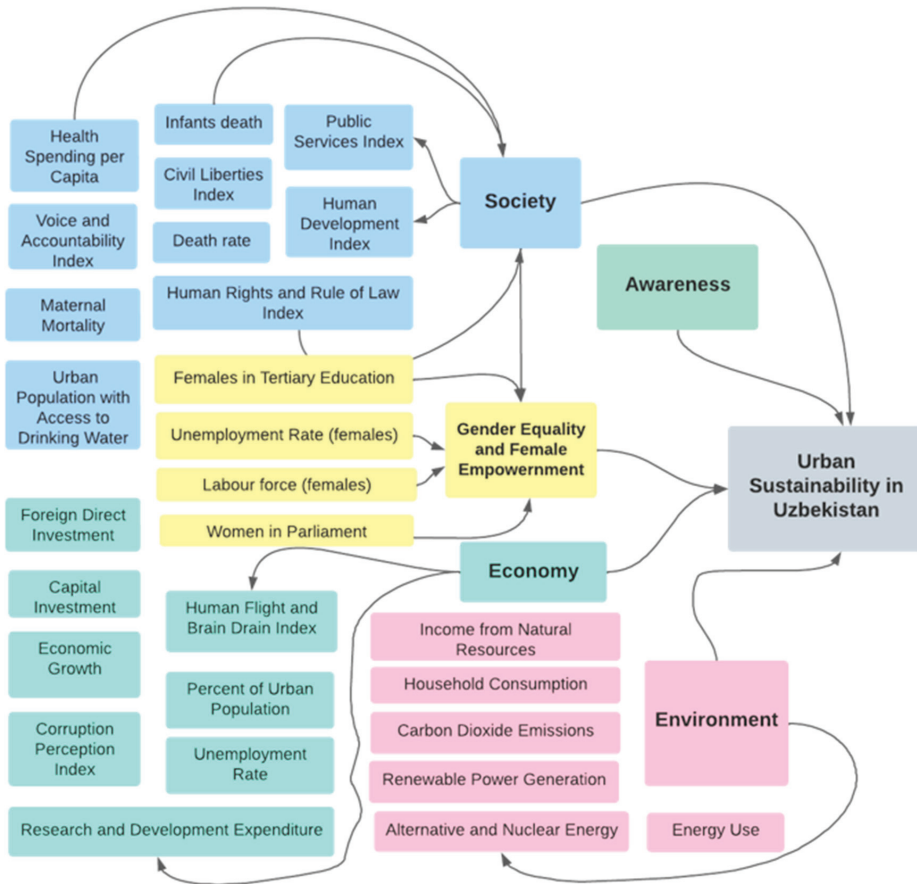 Health
Spending per
Capita
Infants death
Public
Services Index
Civil Liberties
Index
Society
Voice and
Accountability
Index
Death rate
Human
Development
Index
Awareness
Maternal
Mortality
Human Rights and Rule of Law
Index
Urban
Population with
Access to
Drinking Water
Females in Tertiary Education
Unemployment Rate (females)
Labour force (females)
Women in Parliament
Gender Equality
and Female
Empowernment
Urban
Sustainability in
Uzbekistan
Foreign Direct
Investment
Economy
Capital
Investment
Human Flight and
Brain Drain Index
Economic
Growth
Percent of Urban
Population
Corruption
Perception
Index
Unemployment
Rate
Research and Development Expenditure
Income from Natural
Resources
Household Consumption
Carbon Dioxide Emissions
Renewable Power Generation
Alternative and Nuclear Energy
Environment
Energy Use